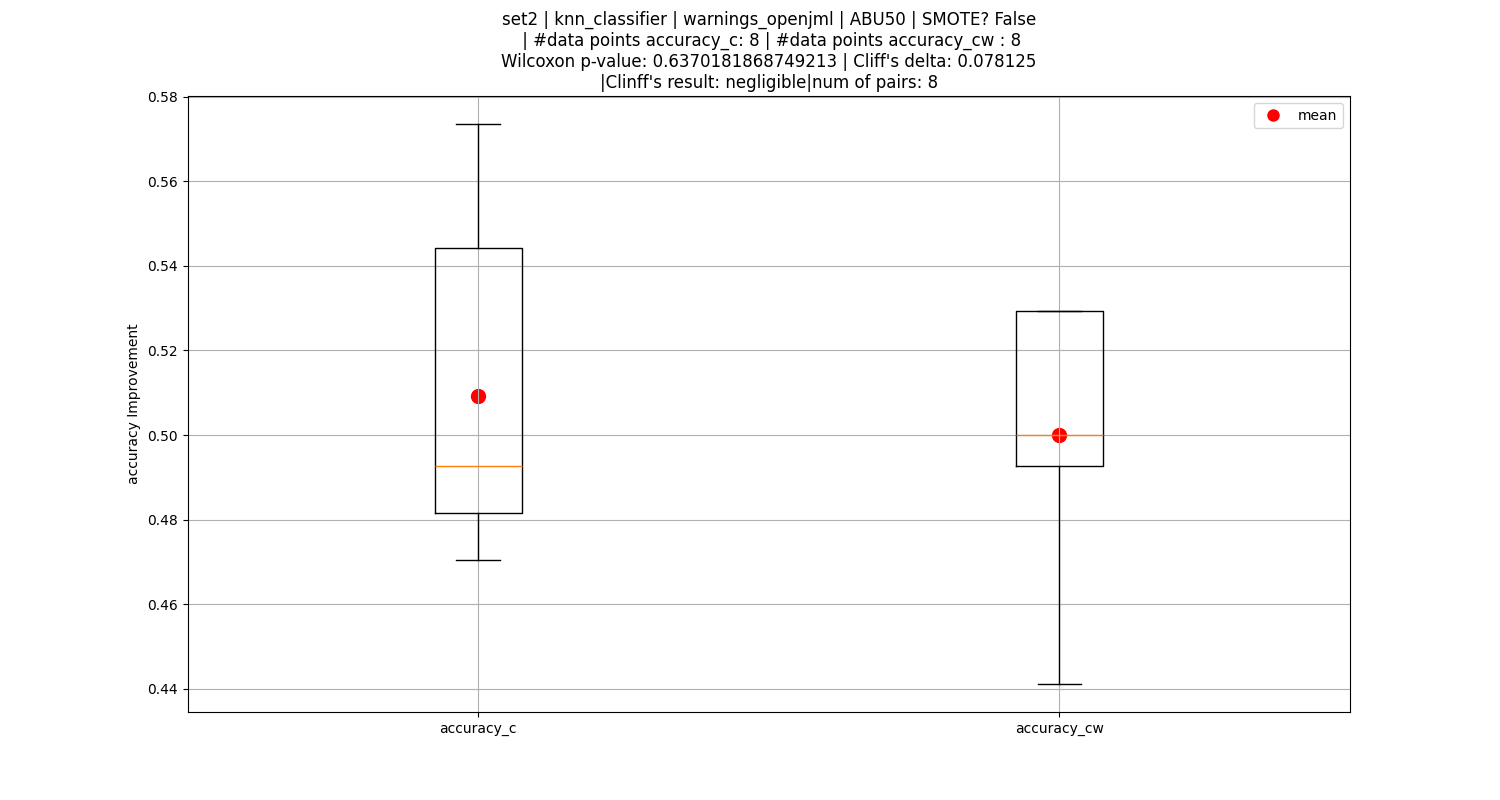 set2 | knn_classifier | warnings_openjml | ABU50 | SMOTE? False
| #data points accuracy_c: 8 | #data points accuracy_cw : 8
Wilcoxon p-value: 0.6370181868749213 | Cliff's delta: 0.078125
|Clinff's result: negligible|num of pairs: 8
mean
accuracy Improvement
0.58
0.56
0.54
0.52
0.50
0.48
0.46
0.44
accuracy_c
accuracy_cw